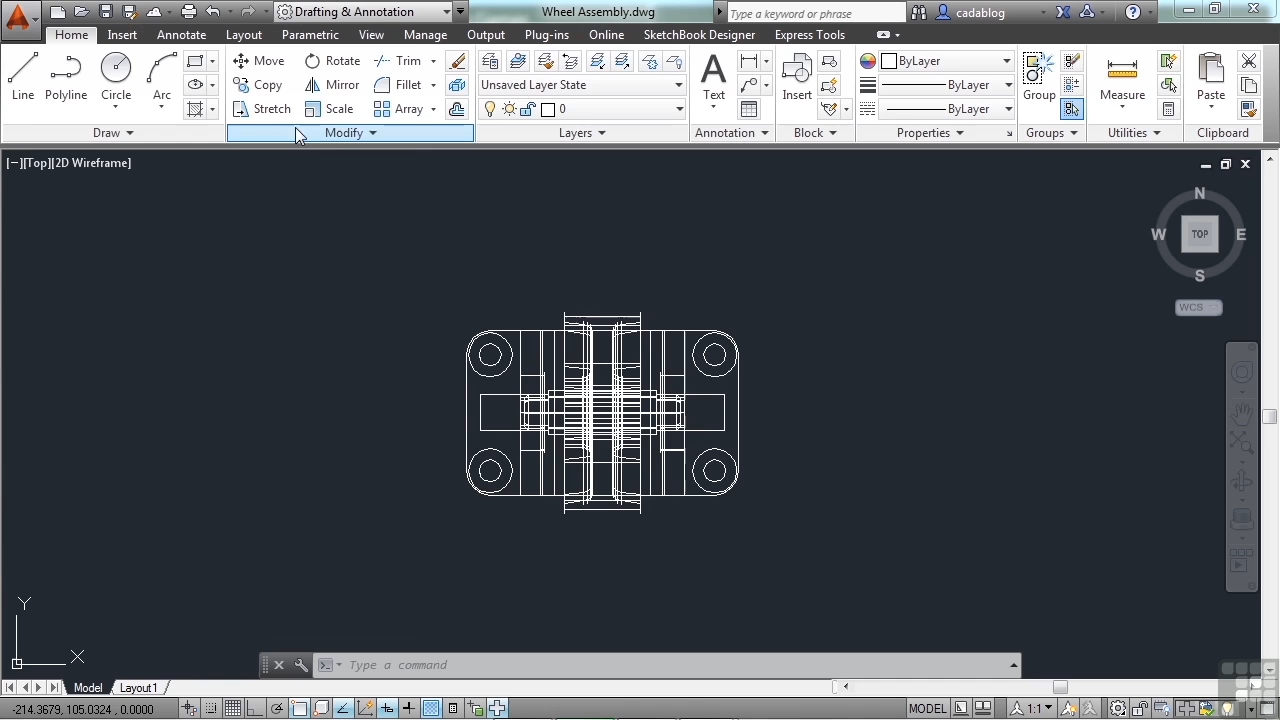 Drafting & Annotation Wheel Assembly.dwg Type a keyword or phrase cadablog
Home Insert Annotate Layout Parametric View Manage Output Plug-ins Online SketchBook Designer Express Tools
Line Polyline Circle Arc
Move Rotate Trim
Copy Mirror Fillet
Stretch Scale Array
Unsaved Layer State
0
Text
Insert
ByLayer
ByLayer
ByLayer
Group
Measure
Paste
Draw Modify Layers Annotation Block Properties Groups Utilities Clipboard
[−][Top][2D Wireframe]
N
W TOP E
S
WCS
Y
X
Type a command
Model Layout1
-214.3679, 105.0324, 0.0000 MODEL 1:1